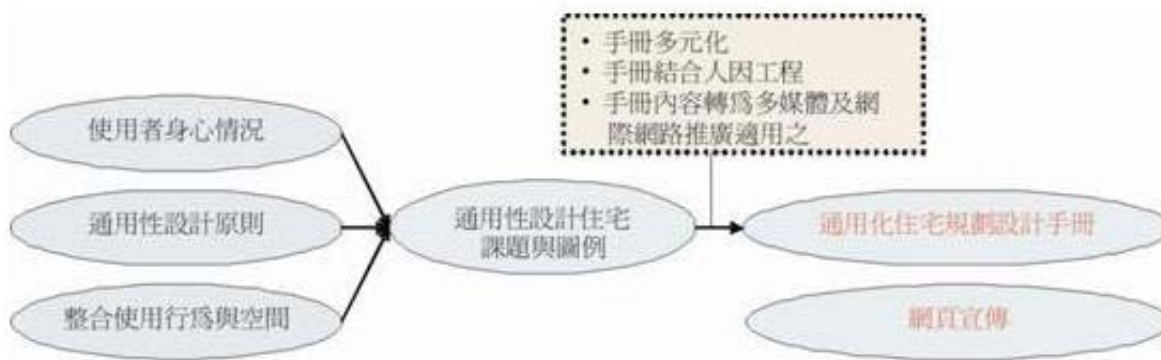 • 手冊多元化
• 手冊結合人因工程
• 手冊內容轉爲多媒體及網
際網路推廣適用之
使用者身心情況
通用性設計原則
整合使用行爲與空間
通用性設計住宅
課題與圖例
通用化住宅規劃設計手冊
網頁宣傳